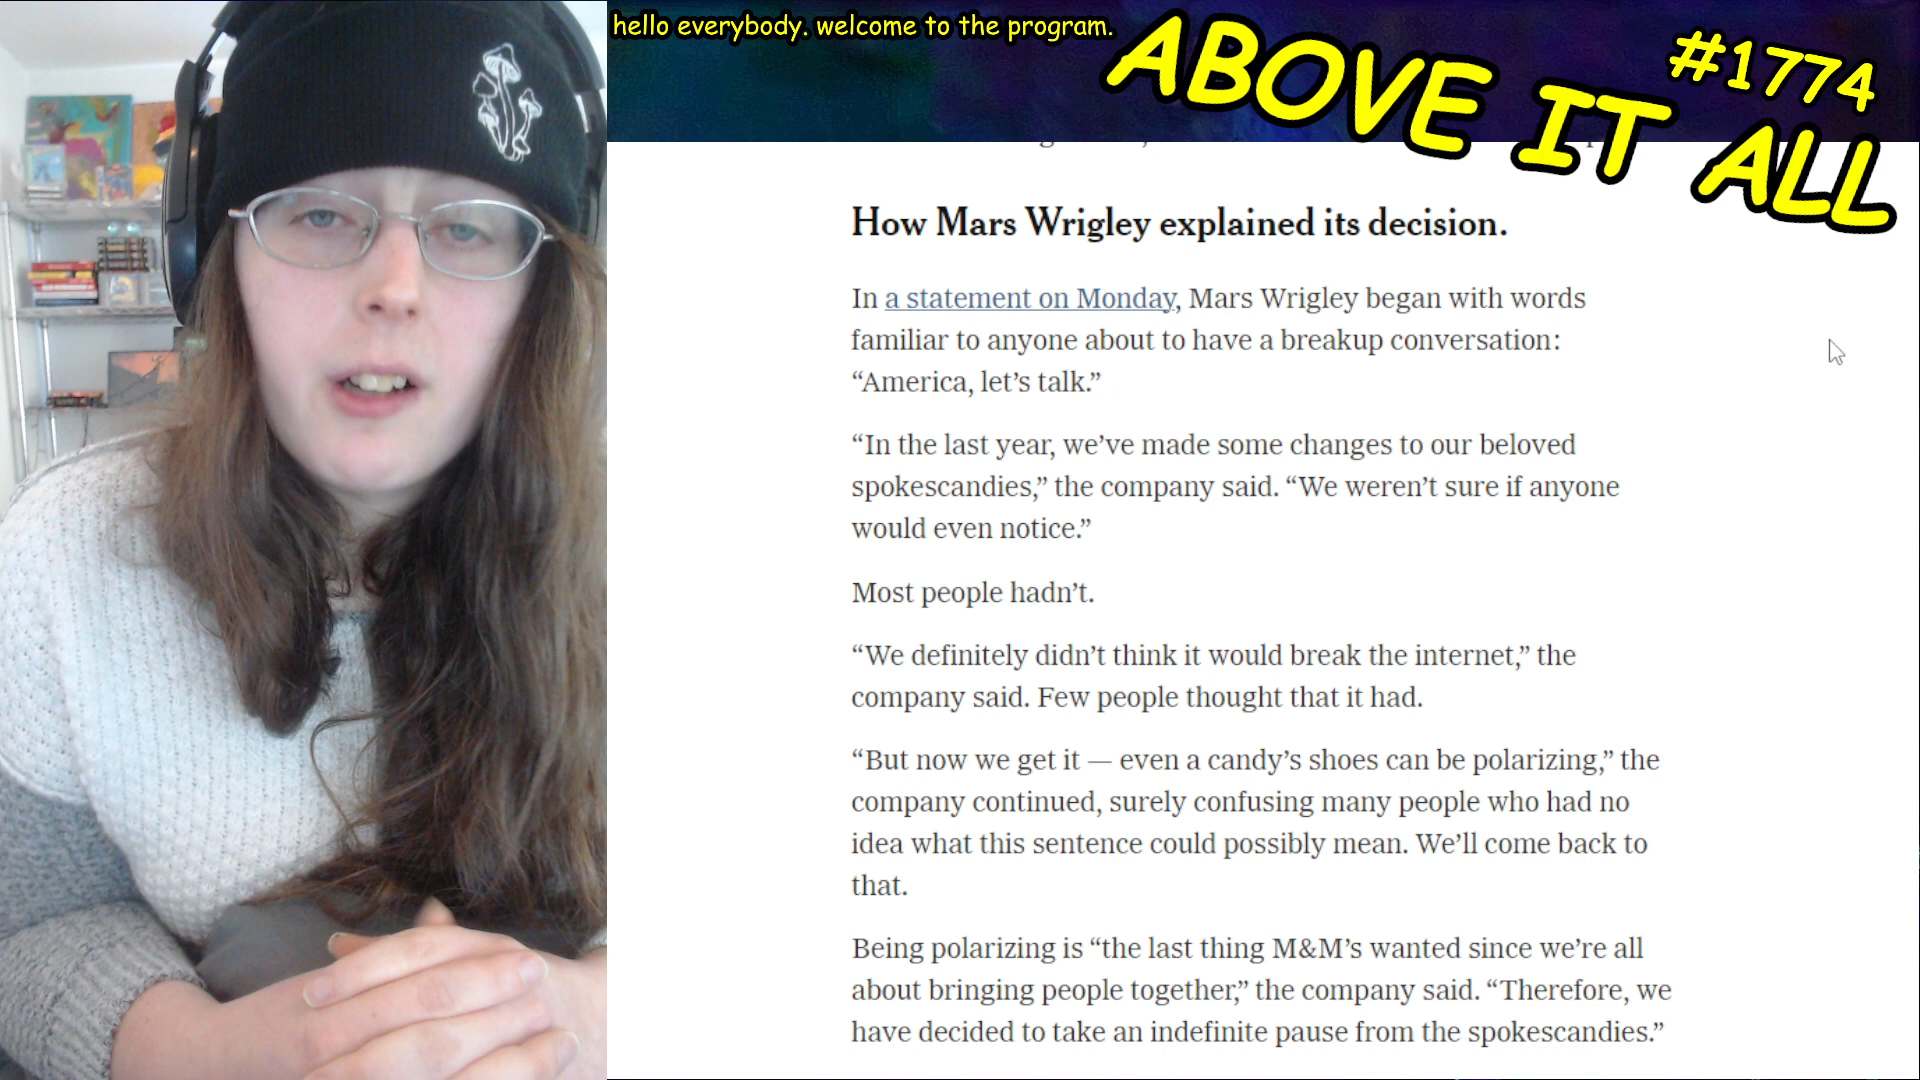 hello everybody. welcome to the program.
ABOVE IT ALL
#1774
How Mars Wrigley explained its decision.
In a statement on Monday, Mars Wrigley began with words
familiar to anyone about to have a breakup conversation:
“America, let’s talk.”
“In the last year, we’ve made some changes to our beloved
spokescandies,” the company said. “We weren’t sure if anyone
would even notice.”
Most people hadn’t.
“We definitely didn’t think it would break the internet,” the
company said. Few people thought that it had.
“But now we get it — even a candy’s shoes can be polarizing,” the
company continued, surely confusing many people who had no
idea what this sentence could possibly mean. We’ll come back to
that.
Being polarizing is “the last thing M&M’s wanted since we’re all
about bringing people together,” the company said. “Therefore, we
have decided to take an indefinite pause from the spokescandies.”